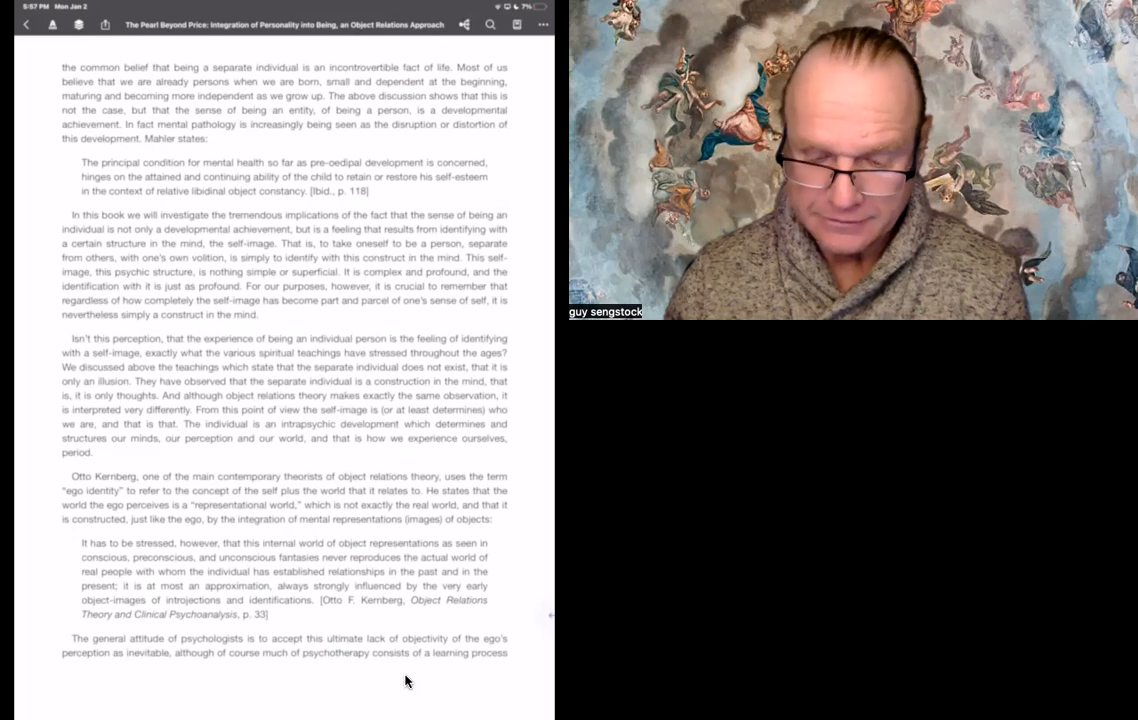 5:57 PM Mon Jan 2
7%
The Pearl Beyond Price: Integration of Personality into Being, an Object Relations Approach
the common belief that being a separate individual is an incontrovertible fact of life. Most of us
believe that we are already persons when we are born, small and dependent at the beginning,
maturing and becoming more independent as we grow up. The above discussion shows that this is
not the case, but that the sense of being an entity, of being a person, is a developmental
achievement. In fact mental pathology is increasingly being seen as the disruption or distortion of
this development. Mahler states:
The principal condition for mental health so far as pre-oedipal development is concerned,
hinges on the attained and continuing ability of the child to retain or restore his self-esteem
in the context of relative libidinal object constancy. [Ibid., p. 118]
In this book we will investigate the tremendous implications of the fact that the sense of being an
individual is not only a developmental achievement, but is a feeling that results from identifying with
a certain structure in the mind, the self-image. That is, to take oneself to be a person, separate
from others, with one's own volition, is simply to identify with this construct in the mind. This self-
image, this psychic structure, is nothing simple or superficial. It is complex and profound, and the
identification with it is just as profound. For our purposes, however, it is crucial to remember that
regardless of how completely the self-image has become part and parcel of one's sense of self, it is
nevertheless simply a construct in the mind.
Isn't this perception, that the experience of being an individual person is the feeling of identifying
with a self-image, exactly what the various spiritual teachings have stressed throughout the ages?
We discussed above the teachings which state that the separate individual does not exist, that it is
only an illusion. They have observed that the separate individual is a construction in the mind, that
is, it is only thoughts. And although object relations theory makes exactly the same observation, it
is interpreted very differently. From this point of view the self-image is (or at least determines) who
we are, and that is that. The individual is an intrapsychic development which determines and
structures our minds, our perception and our world, and that is how we experience ourselves,
period.
Otto Kernberg, one of the main contemporary theorists of object relations theory, uses the term
“ego identity” to refer to the concept of the self plus the world that it relates to. He states that the
world the ego perceives is a “representational world,” which is not exactly the real world, and that it
is constructed, just like the ego, by the integration of mental representations (images) of objects:
It has to be stressed, however, that this internal world of object representations as seen in
conscious, preconscious, and unconscious fantasies never reproduces the actual world of
real people with whom the individual has established relationships in the past and in the
present; it is at most an approximation, always strongly influenced by the very early
object-images of introjections and identifications. [Otto F. Kernberg, Object Relations
Theory and Clinical Psychoanalysis, p. 33]
The general attitude of psychologists is to accept this ultimate lack of objectivity of the ego's
perception as inevitable, although of course much of psychotherapy consists of a learning process
guy sengstock